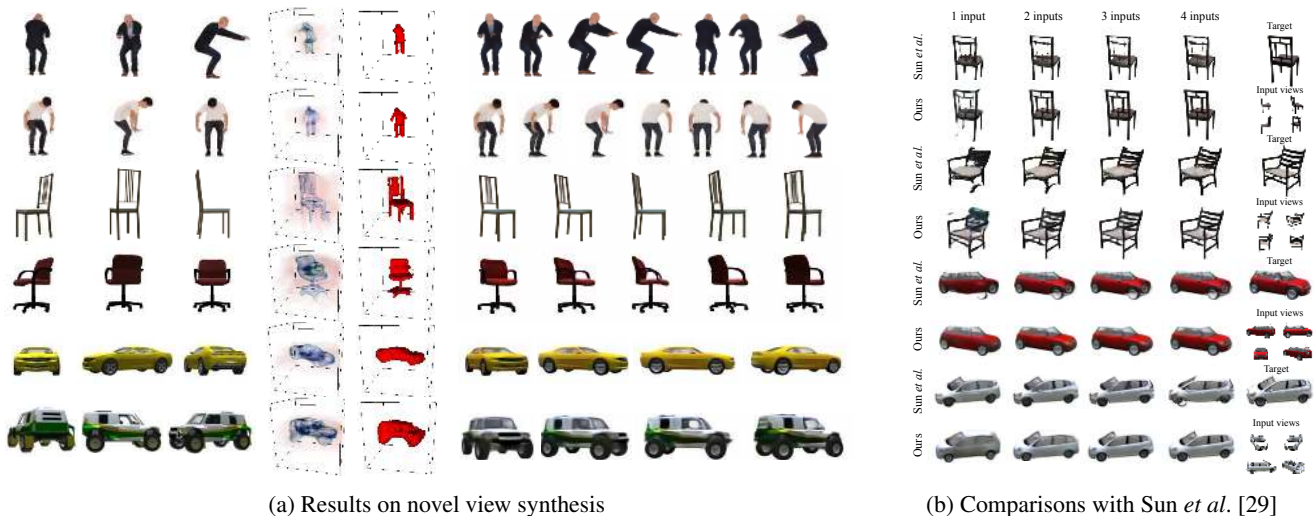 1 input 2 inputs 3 inputs 4 inputs
Target
Sun et al.
Input views
Ours
Target
Sun et al.
Input views
Ours
Target
Sun et al.
Input views
Ours
Target
Sun et al.
Input views
Ours
(a) Results on novel view synthesis
(b) Comparisons with Sun et al. [29]